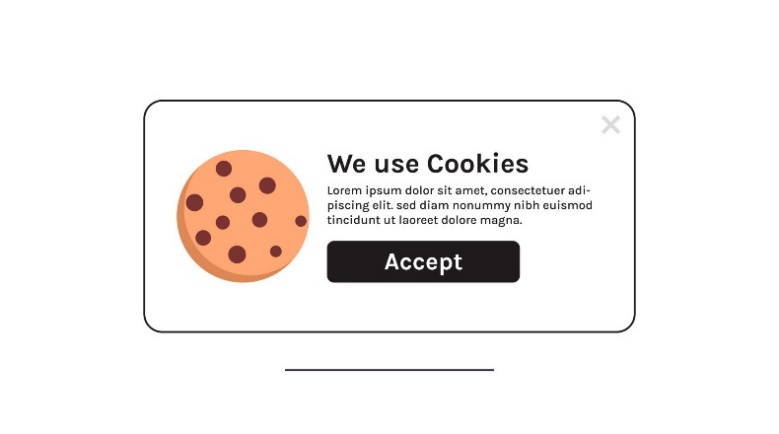 We use Cookies
Lorem ipsum dolor sit amet, consectetuer adi-
piscing elit. sed diam nonummy nibh euismod
tincidunt ut laoreet dolore magna.
Accept